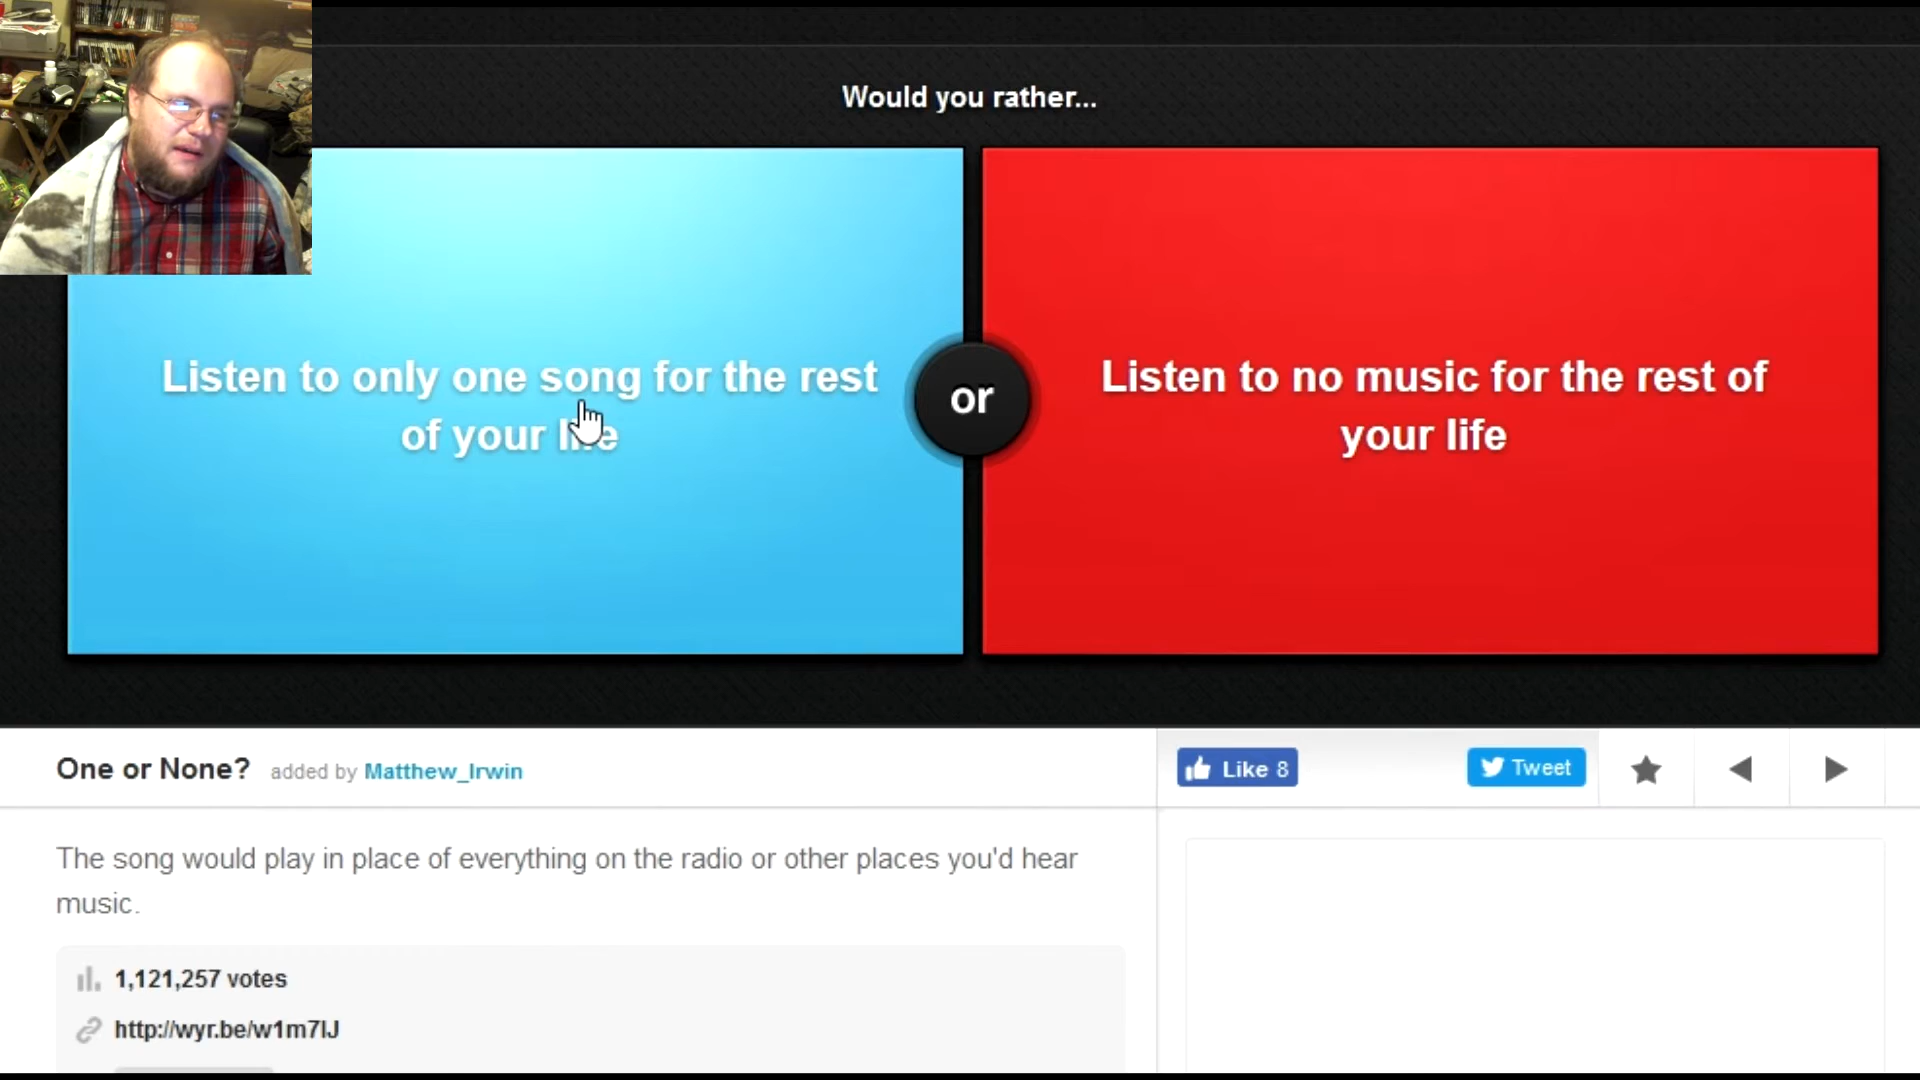 Would you rather...
Listen to only one song for the rest
of your life
or
Listen to no music for the rest of
your life
One or None? added by Matthew_Irwin
Like 8
Tweet
The song would play in place of everything on the radio or other places you'd hear
music.
1,121,257 votes
http://wyr.be/w1m7lJ